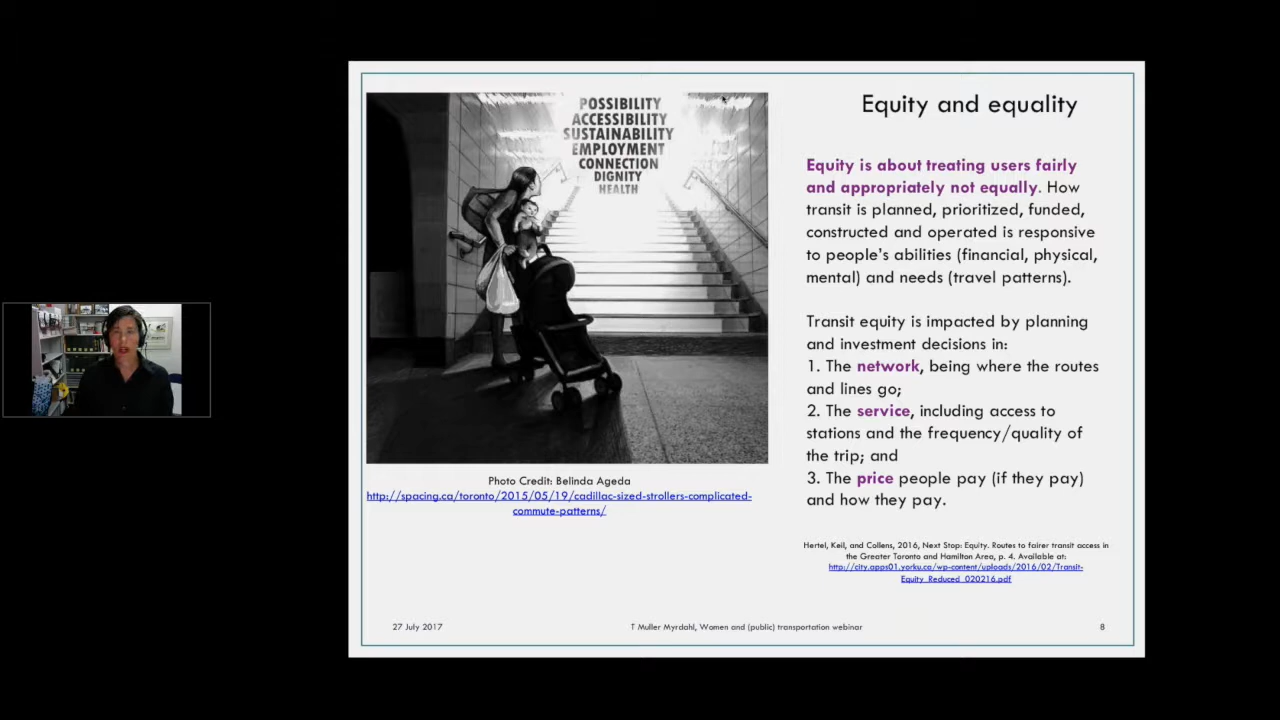 POSSIBILITY
ACCESSIBILITY
SUSTAINABILITY
EMPLOYMENT
CONNECTION
DIGNITY
HEALTH
Photo Credit: Belinda Ageda
http://spacing.ca/toronto/2015/05/19/cadillac-sized-strollers-complicated-
commute-patterns/
Equity and equality
Equity is about treating users fairly
and appropriately not equally. How
transit is planned, prioritized, funded,
constructed and operated is responsive
to people's abilities (financial, physical,
mental) and needs (travel patterns).
Transit equity is impacted by planning
and investment decisions in:
1. The network, being where the routes
and lines go;
2. The service, including access to
stations and the frequency/quality of
the trip; and
3. The price people pay (if they pay)
and how they pay.
Hertel, Keil, and Collens, 2016, Next Stop: Equity. Routes to fairer transit access in
the Greater Toronto and Hamilton Area, p. 4. Available at:
http://city.apps01.yorku.ca/wp-content/uploads/2016/02/Transit-
Equity_Reduced_020216.pdf
27 July 2017
T Muller Myrdahl, Women and (public) transportation webinar
8